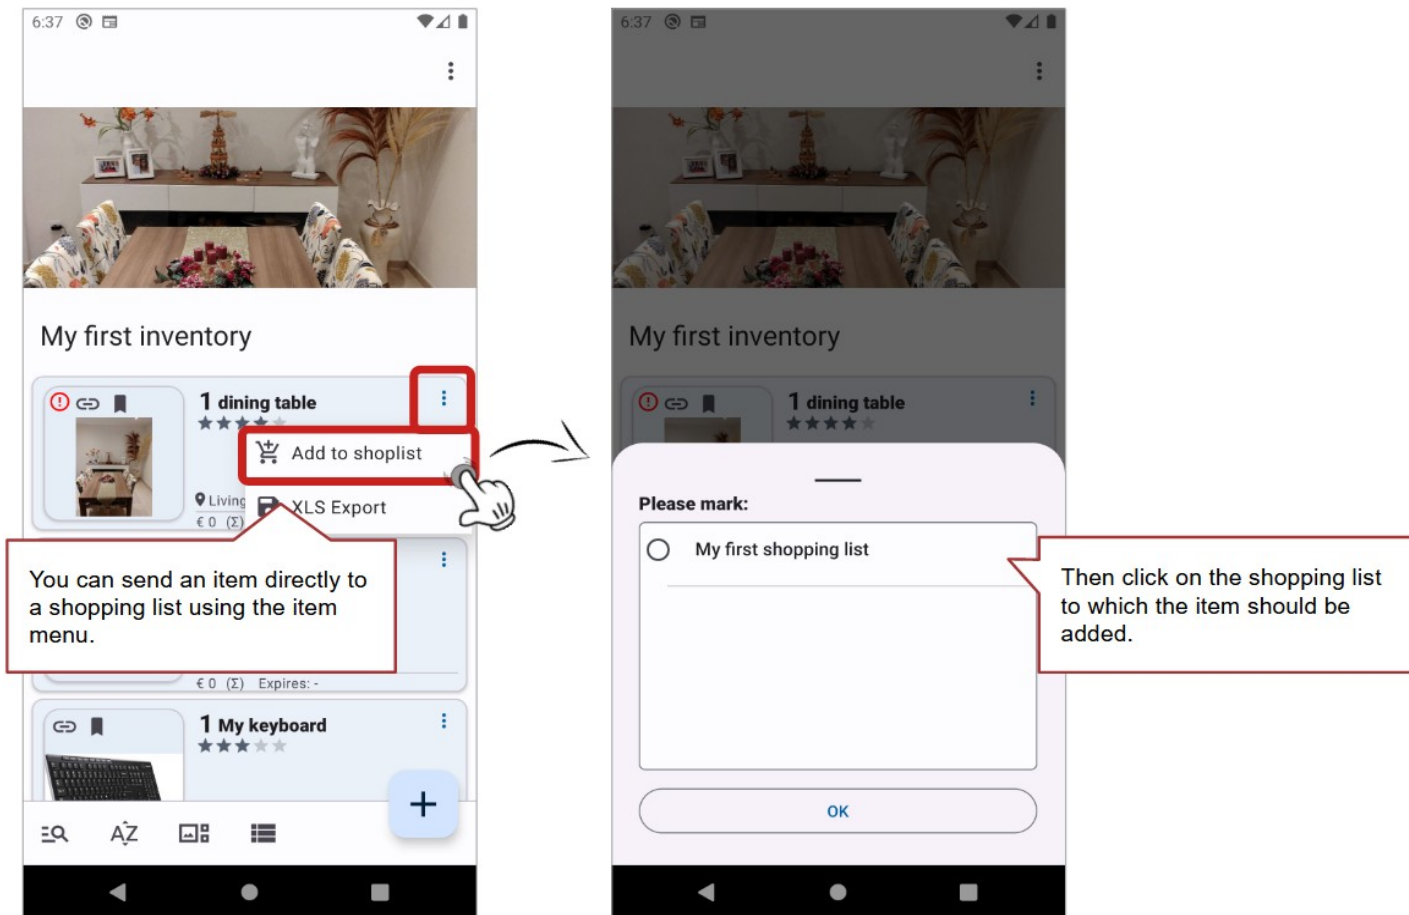 6:37
My first inventory
1 dining table
Add to shoplist
Living
XLS Export
€ 0 (Σ)
You can send an item directly to
a shopping list using the item
menu.
€ 0 (Σ) Expires: -
1 My keyboard
AZ
+
6:37
My first inventory
1 dining table
Please mark:
My first shopping list
OK
Then click on the shopping list
to which the item should be
added.